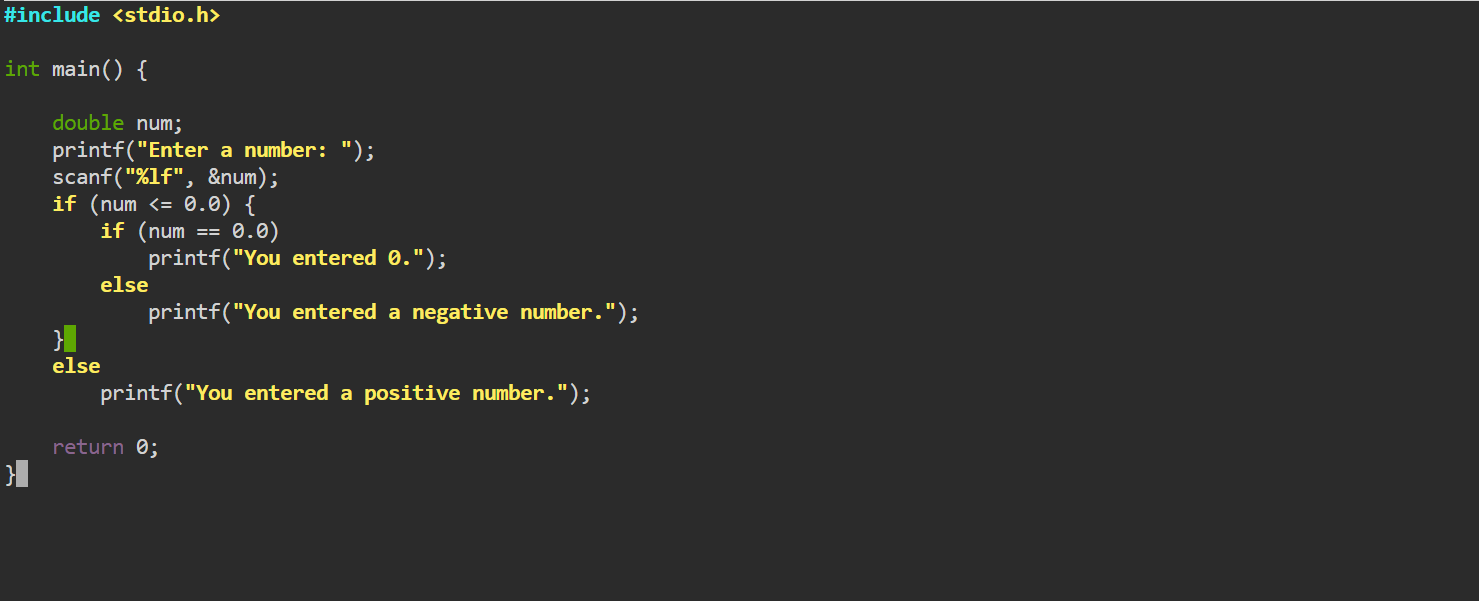 #include <stdio.h>

int main() {

    double num;
    printf("Enter a number: ");
    scanf("%lf", &num);
    if (num <= 0.0) {
        if (num == 0.0)
            printf("You entered 0.");
        else
            printf("You entered a negative number.");
    }
    else
        printf("You entered a positive number.");

    return 0;
}